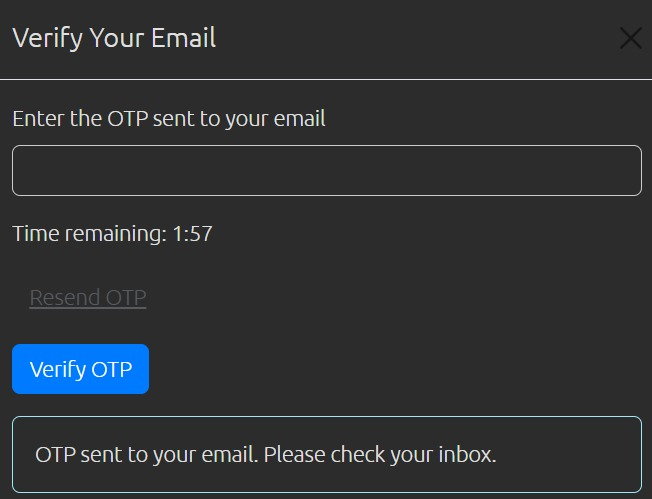 Verify Your Email
Enter the OTP sent to your email
Time remaining: 1:57
Resend OTP
Verify OTP
OTP sent to your email. Please check your inbox.